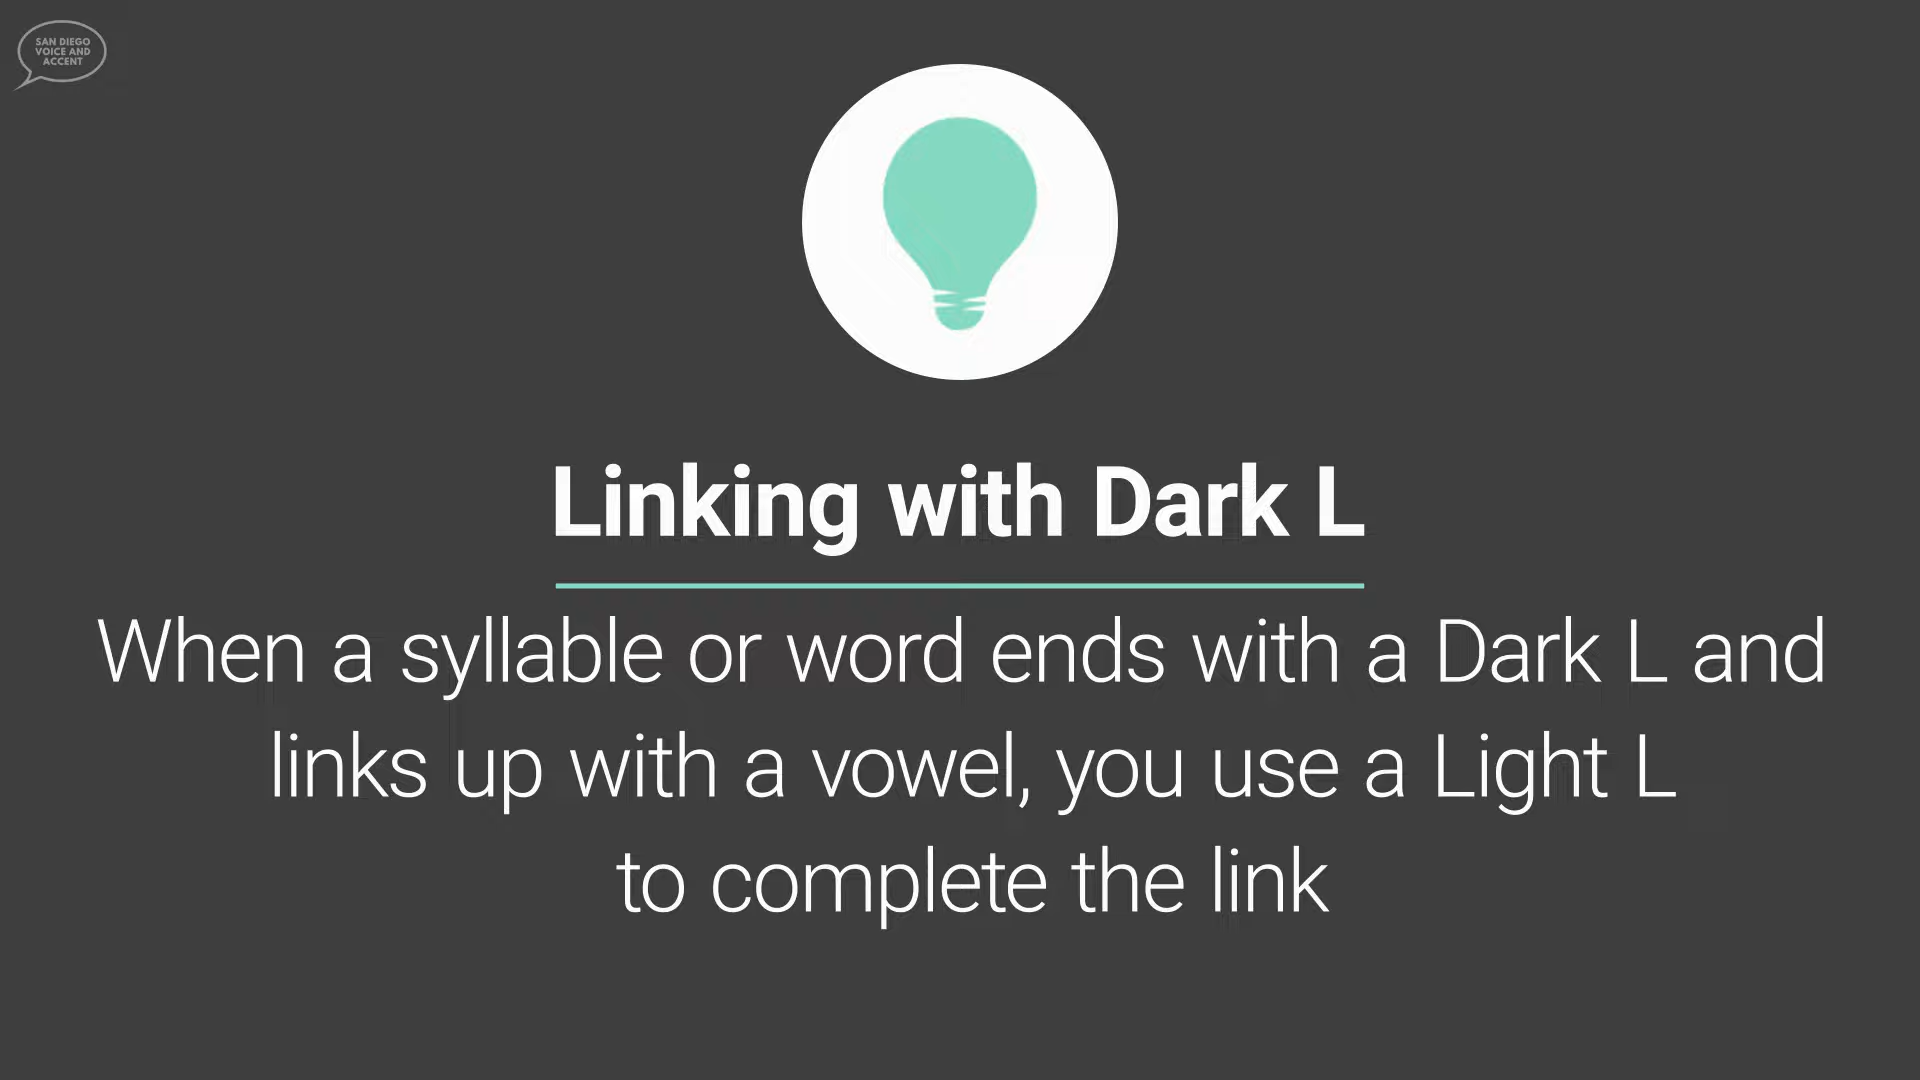 SAN DIEGO
VOICE AND
ACCENT
Linking with Dark L
When a syllable or word ends with a Dark L and
links up with a vowel, you use a Light L
to complete the link